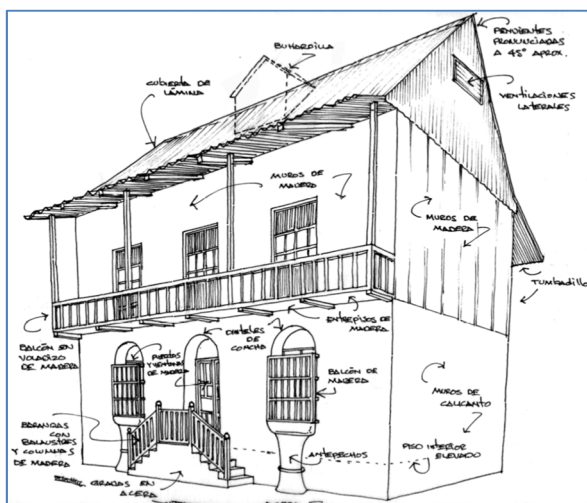 BUHARDILLA
PENDIENTES
PRONUNCIADAS
A 45° APROX.
CUBIERTA DE
LÁMINA
VENTILACIONES
LATERALES
MUROS DE
MADERA
MUROS DE
MADERA
TUMBADILLO
BALCÓN EN
VOLADIZO
DE MADERA
PUERTAS
Y VENTANAS
DE MADERA
DINTELES
DE
CONCHA
ENTREPISOS DE
MADERA
BALCÓN DE
MADERA
MUROS DE
CALICANTO
BARANDAS
CON
BALAUSTRES
Y COLUMNAS
DE MADERA
GRADAS EN
ACERA
ANTEPECHOS
PISO INTERIOR
ELEVADO